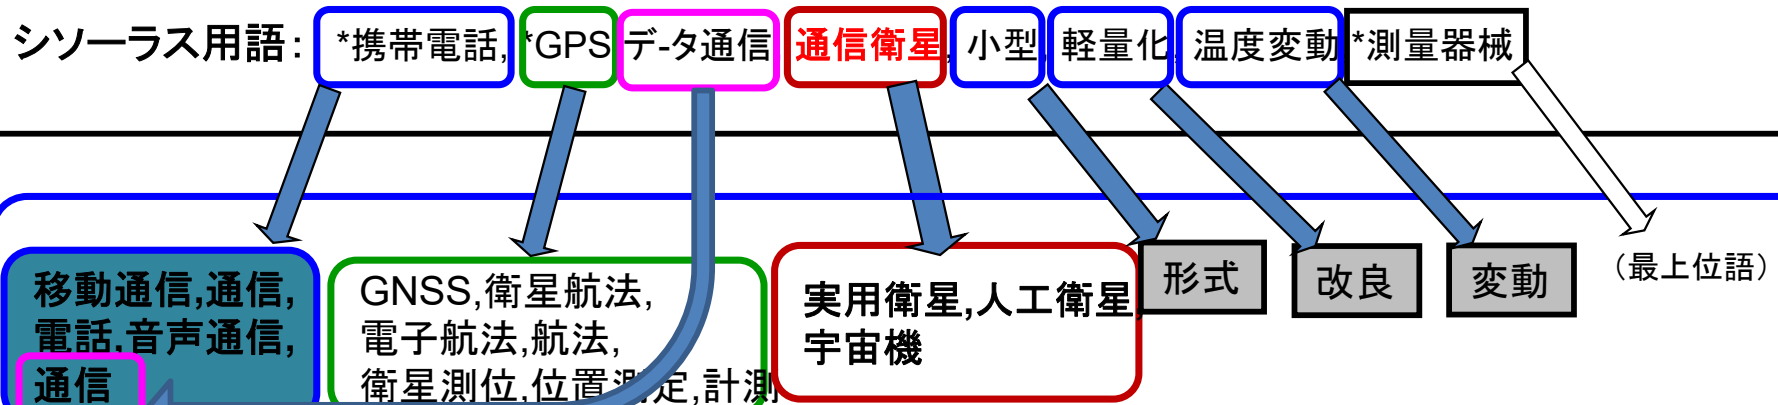 シソーラス用語: *携帯電話, *GPS データ通信, 通信衛星, 小型, 軽量化, 温度変動 *測量器械
移動通信,通信,
電話,音声通信,
通信
GNSS,衛星航法,
電子航法,航法,
衛星測位,位置測定,計測
実用衛星,人工衛星,
宇宙機
形式
改良
変動
(最上位語)